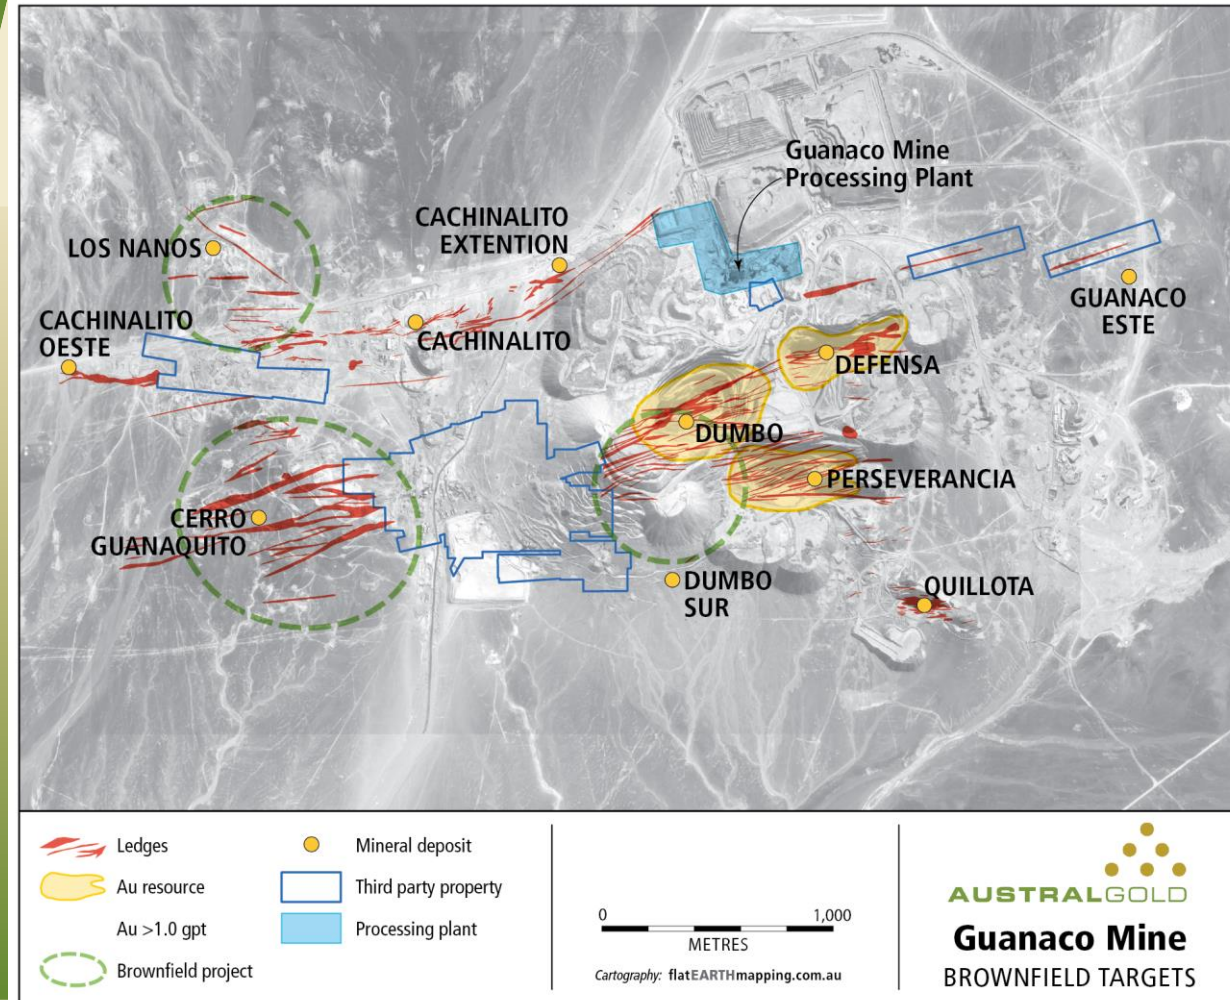 Guanaco Mine
Processing Plant
CACHINALITO
EXTENTION
LOS NANOS
GUANACO
ESTE
CACHINALITO
OESTE
CACHINALITO
DEFENSA
DUMBO
PERSEVERANCIA
CERRO
GUANAQUITO
DUMBO
SUR
QUILLOTA
Ledges
Au resource
Au >1.0 gpt
Brownfield project
Mineral deposit
Third party property
Processing plant
0 1,000
METRES
Cartography: flatEARTHmapping.com.au
AUSTRALGOLD
Guanaco Mine
BROWNFIELD TARGETS